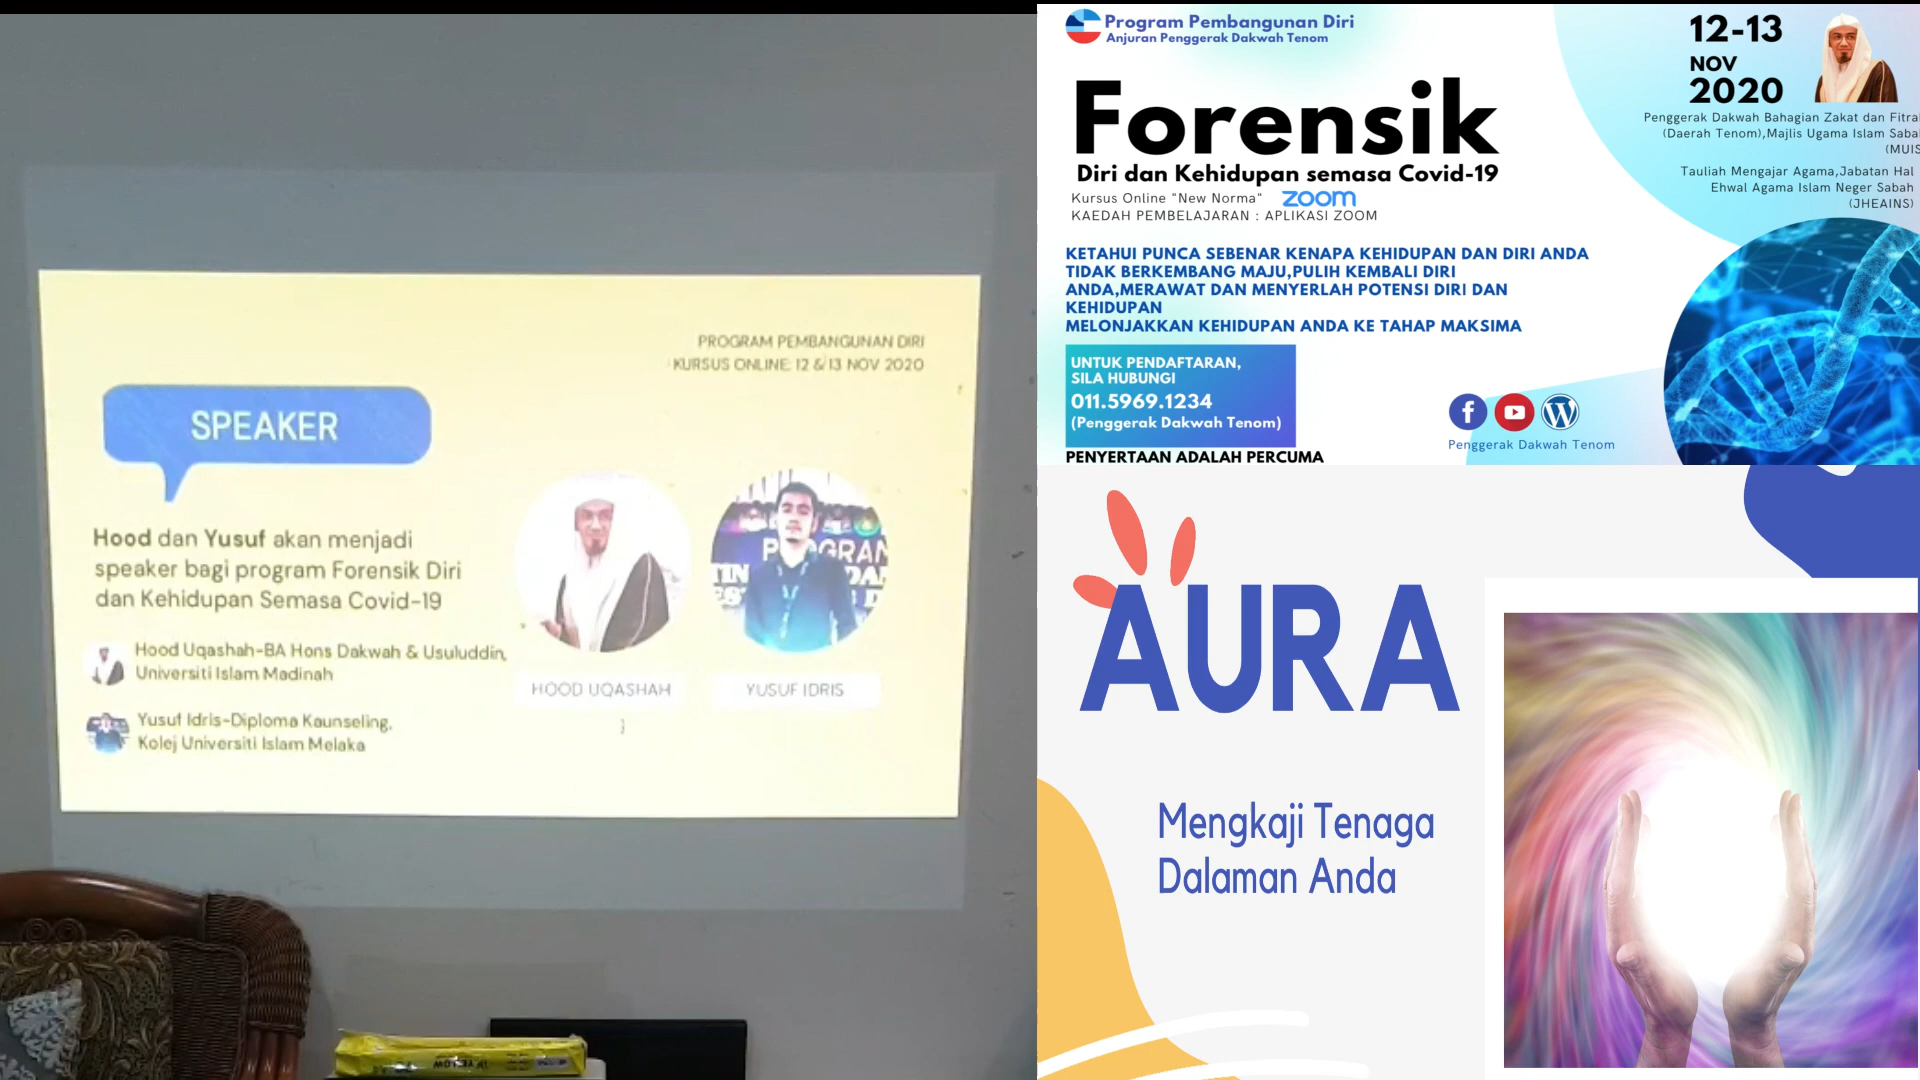 PROGRAM PEMBANGUNAN DIRI
KURSUS ONLINE: 12 & 13 NOV 2020
SPEAKER
Hood dan Yusuf akan menjadi
speaker bagi program Forensik Diri
dan Kehidupan Semasa Covid-19
Hood Uqashah-BA Hons Dakwah & Usuluddin,
Universiti Islam Madinah
Yusuf Idris-Diploma Kaunseling,
Kolej Universiti Islam Melaka
HOOD UQASHAH
YUSUF IDRIS
Program Pembangunan Diri
Anjuran Penggerak Dakwah Tenom
Forensik
Diri dan Kehidupan semasa Covid-19
Kursus Online "New Norma" zoom
KAEDAH PEMBELAJARAN : APLIKASI ZOOM
12-13
NOV
2020
Penggerak Dakwah Bahagian Zakat dan Fitra
(Daerah Tenom),Majlis Ugama Islam Saba
(MUIS
Tauliah Mengajar Agama,Jabatan Hal
Ehwal Agama Islam Neger Sabah
(JHEAINS)
KETAHUI PUNCA SEBENAR KENAPA KEHIDUPAN DAN DIRI ANDA
TIDAK BERKEMBANG MAJU,PULIH KEMBALI DIRI
ANDA,MERAWAT DAN MENYERLAH POTENSI DIRI DAN
KEHIDUPAN
MELONJAKKAN KEHIDUPAN ANDA KE TAHAP MAKSIMA
UNTUK PENDAFTARAN,
SILA HUBUNGI
011.5969.1234
(Penggerak Dakwah Tenom)
PENYERTAAN ADALAH PERCUMA
Penggerak Dakwah Tenom
AURA
Mengkaji Tenaga
Dalaman Anda